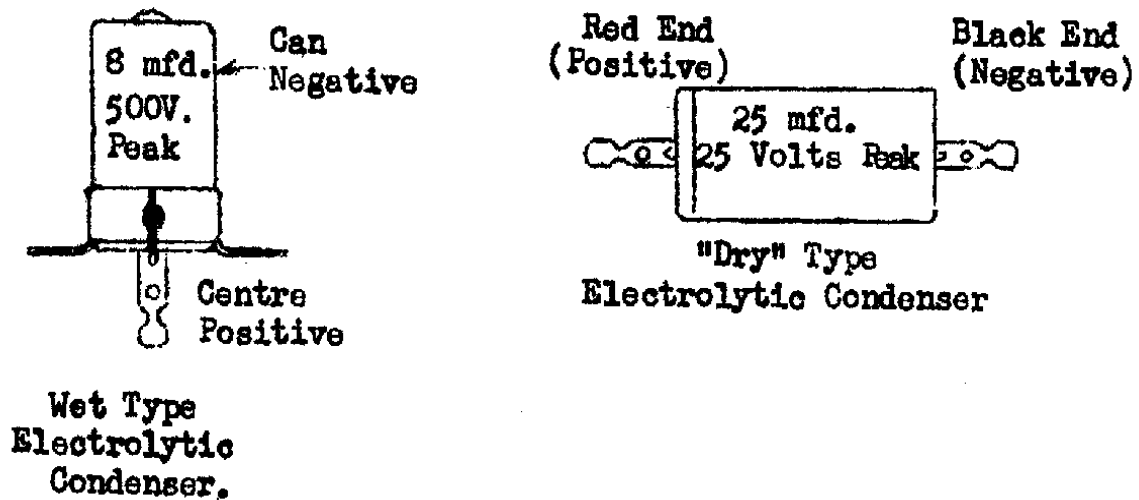 8 mfd.
500V.
Peak
Can
Negative
Centre
Positive
Wet Type
Electrolytic
Condenser.
Red End
(Positive)
Black End
(Negative)
25 mfd.
25 Volts Peak
"Dry" Type
Electrolytic Condenser